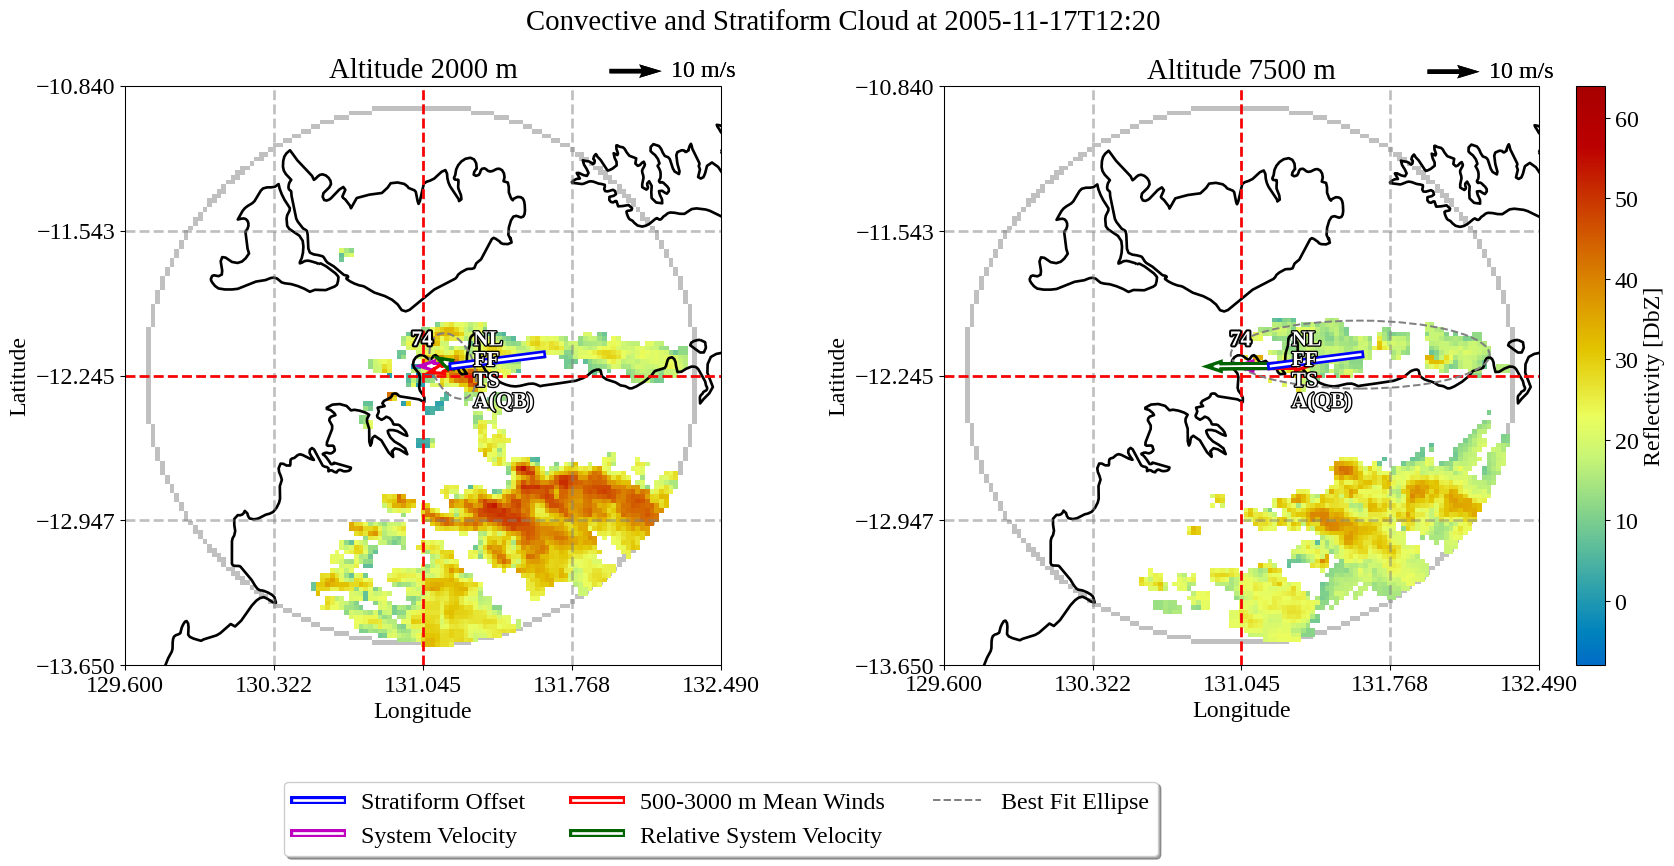 Convective and Stratiform Cloud at 2005-11-17T12:20
Altitude 2000 m
10 m/s
Altitude 7500 m
10 m/s
−10.840
−11.543
−12.245
−12.947
−13.650
Latitude
74
NL
FF
TS
A(QB)
129.600
130.322
131.045
131.768
132.490
Longitude
−10.840
−11.543
−12.245
−12.947
−13.650
Latitude
74
NL
FF
TS
A(QB)
129.600
130.322
131.045
131.768
132.490
Longitude
60
50
40
30
20
10
0
Reflectivity [DbZ]
Stratiform Offset
System Velocity
500-3000 m Mean Winds
Relative System Velocity
Best Fit Ellipse